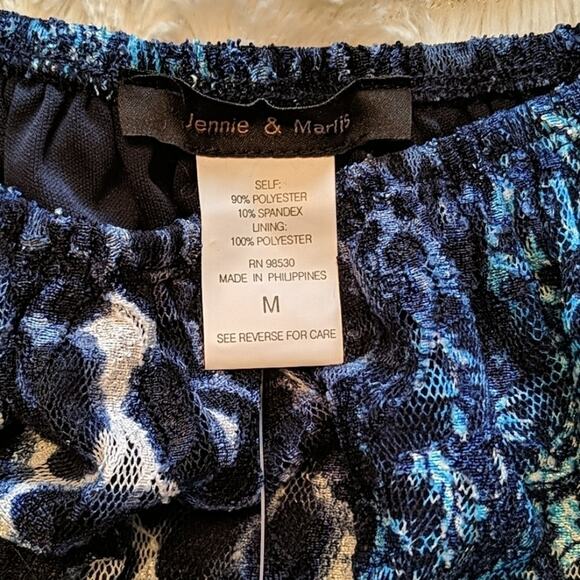 Jennie & Marlis
SELF:
90% POLYESTER
10% SPANDEX
LINING:
100% POLYESTER
RN 98530
MADE IN PHILIPPINES
M
SEE REVERSE FOR CARE